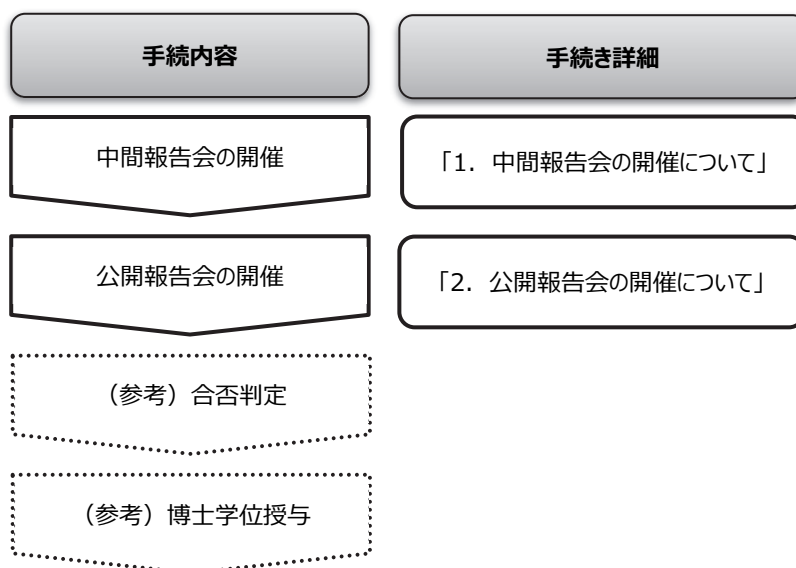 手続内容
手続き詳細
中間報告会の開催
「1. 中間報告会の開催について」
公開報告会の開催
「2. 公開報告会の開催について」
（参考）合否判定
（参考）博士学位授与